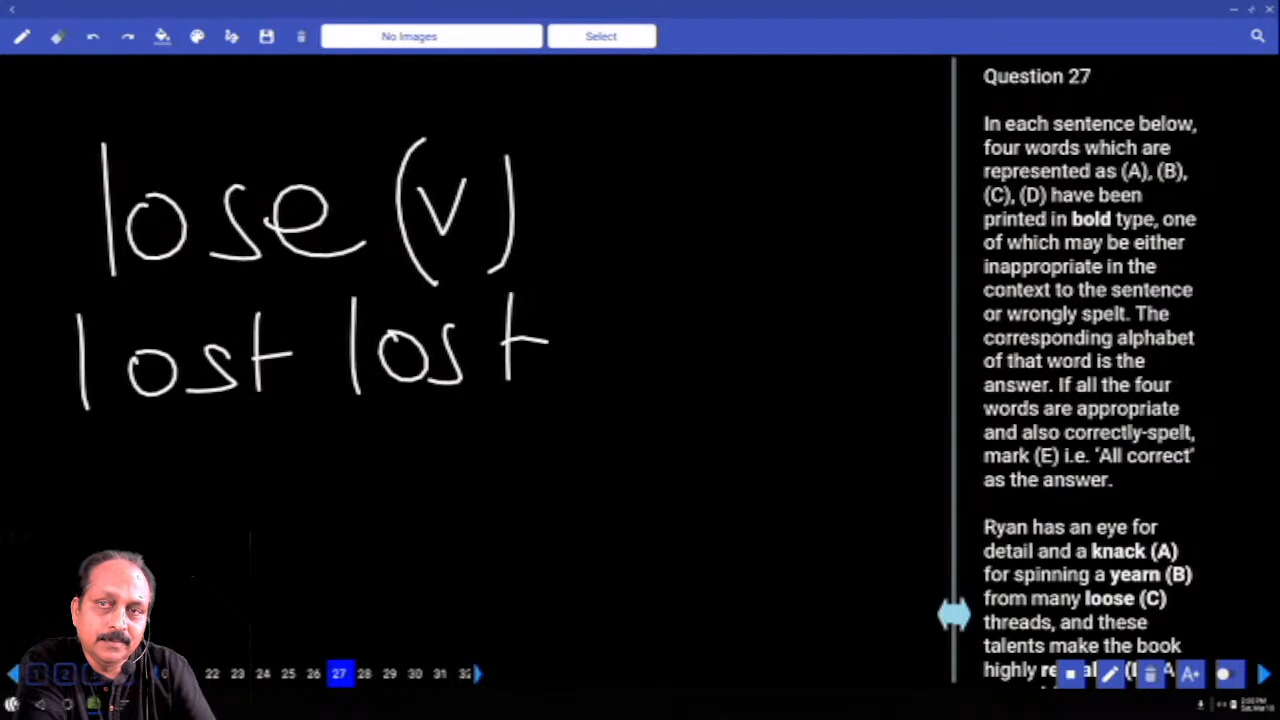 No Images
Select
lose (v)
lost lost
Question 27
In each sentence below,
four words which are
represented as (A), (B),
(C), (D) have been
printed in bold type, one
of which may be either
inappropriate in the
context to the sentence
or wrongly spelt. The
corresponding alphabet
of that word is the
answer. If all the four
words are appropriate
and also correctly-spelt,
mark (E) i.e. 'All correct'
as the answer.
Ryan has an eye for
detail and a knack (A)
for spinning a yearn (B)
from many loose (C)
threads, and these
talents make the book
highly
1 2 22 23 24 25 26 27 28 29 30 31
A+